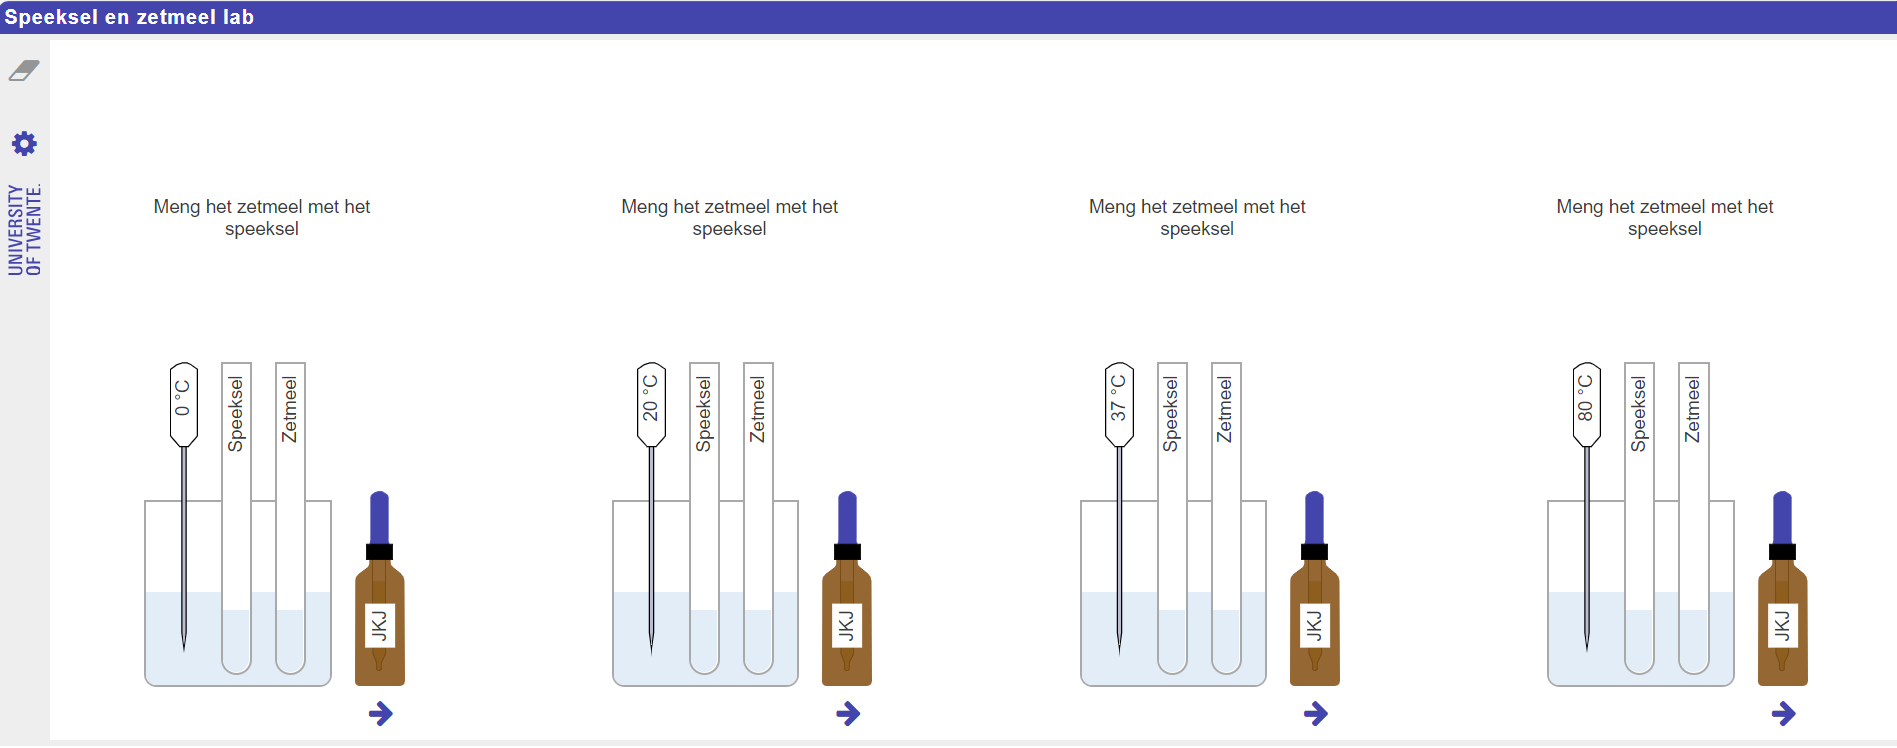 Speeksel en zetmeel lab
UNIVERSITY
OF TWENTE.
Meng het zetmeel met het
speeksel
0 °C
Speeksel
Zetmeel
JKJ
Meng het zetmeel met het
speeksel
20 °C
Speeksel
Zetmeel
JKJ
Meng het zetmeel met het
speeksel
37 °C
Speeksel
Zetmeel
JKJ
Meng het zetmeel met het
speeksel
80 °C
Speeksel
Zetmeel
JKJ